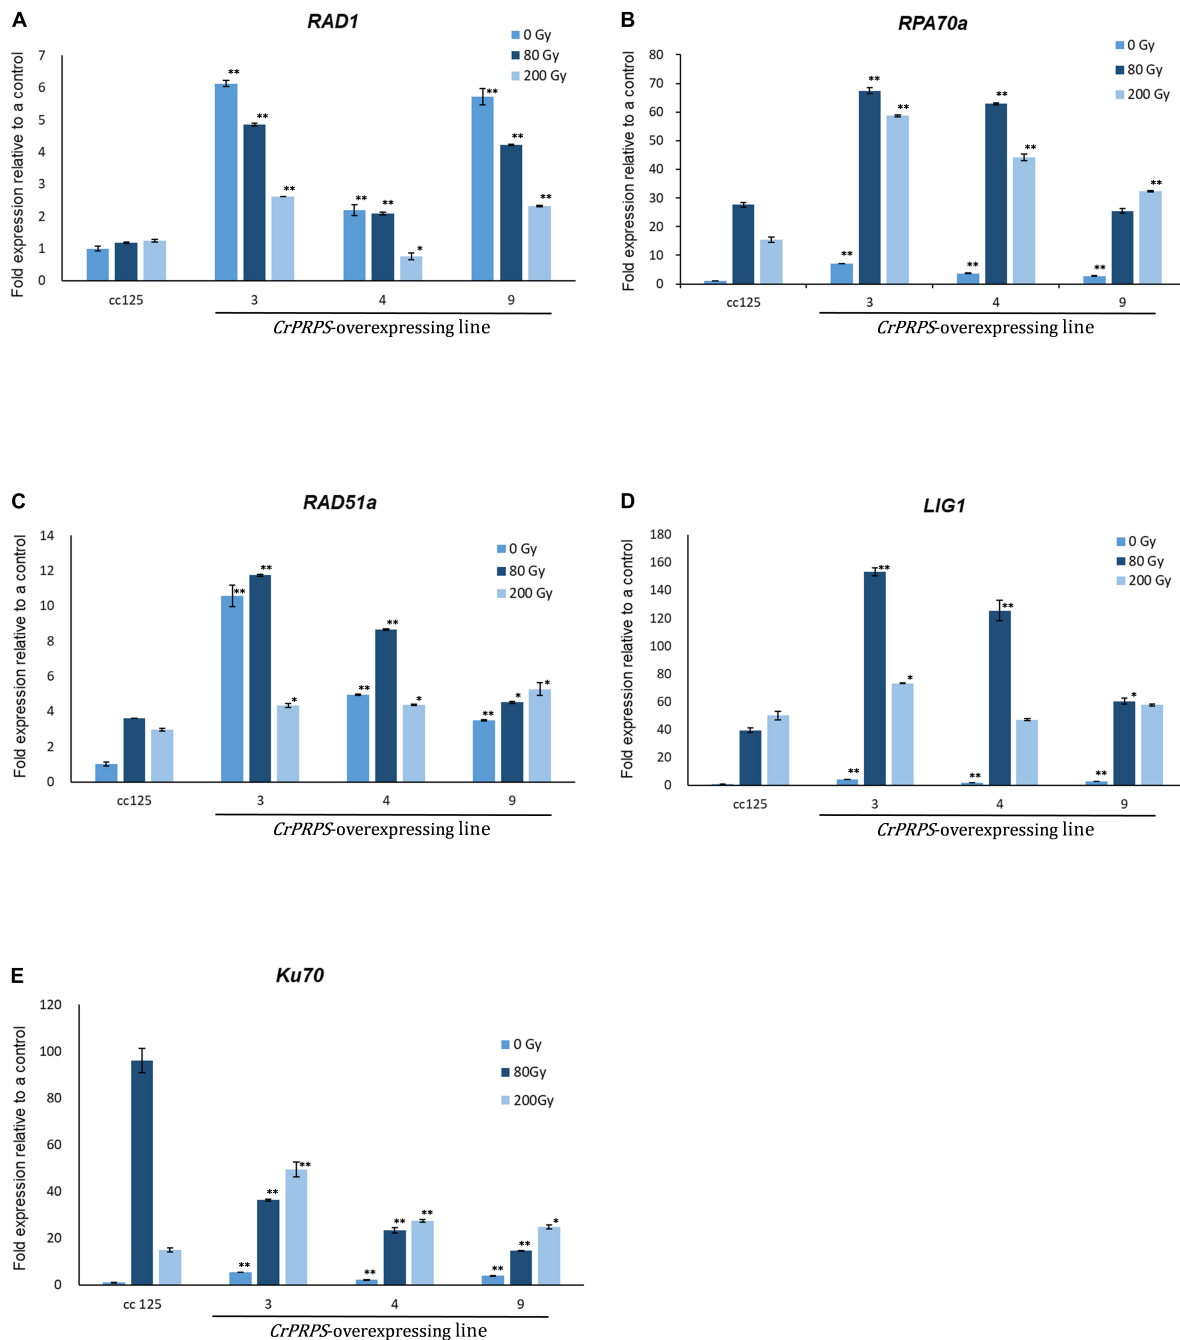 A
RAD1
Fold expression relative to a control
7
6
5
4
3
2
1
0
0 Gy
80 Gy
200 Gy
**
**
**
**
**
*
**
**
**
cc125
3
4
9
CrPRPS-overexpressing line
B
RPA70a
Fold expression relative to a control
80
70
60
50
40
30
20
10
0
0 Gy
80 Gy
200 Gy
**
**
**
**
**
**
**
**
cc125
3
4
9
CrPRPS-overexpressing line
C
RAD51a
Fold expression relative to a control
14
12
10
8
6
4
2
0
0 Gy
80 Gy
200 Gy
**
**
*
**
**
*
**
*
*
cc125
3
4
9
CrPRPS-overexpressing line
D
LIG1
Fold expression relative to a control
180
160
140
120
100
80
60
40
20
0
0 Gy
80 Gy
200 Gy
**
**
*
**
**
**
*
cc125
3
4
9
CrPRPS-overexpressing line
E
Ku70
Fold expression relative to a control
120
100
80
60
40
20
0
0 Gy
80Gy
200Gy
**
**
**
**
**
**
**
**
*
cc 125
3
4
9
CrPRPS-overexpressing line